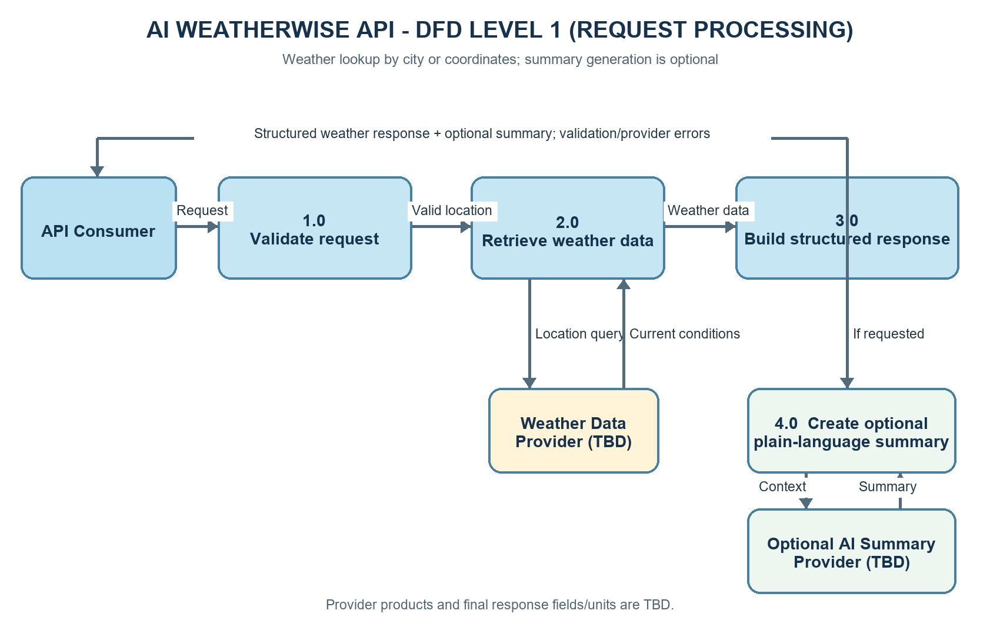 AI WEATHERWISE API - DFD LEVEL 1 (REQUEST PROCESSING)
Weather lookup by city or coordinates; summary generation is optional
Structured weather response + optional summary; validation/provider errors
API Consumer
Request
1.0
Validate request
Valid location
2.0
Retrieve weather data
Weather data
3.0
Build structured response
Location query
Current conditions
If requested
Weather Data
Provider (TBD)
4.0 Create optional
plain-language summary
Context
Summary
Optional AI Summary
Provider (TBD)
Provider products and final response fields/units are TBD.